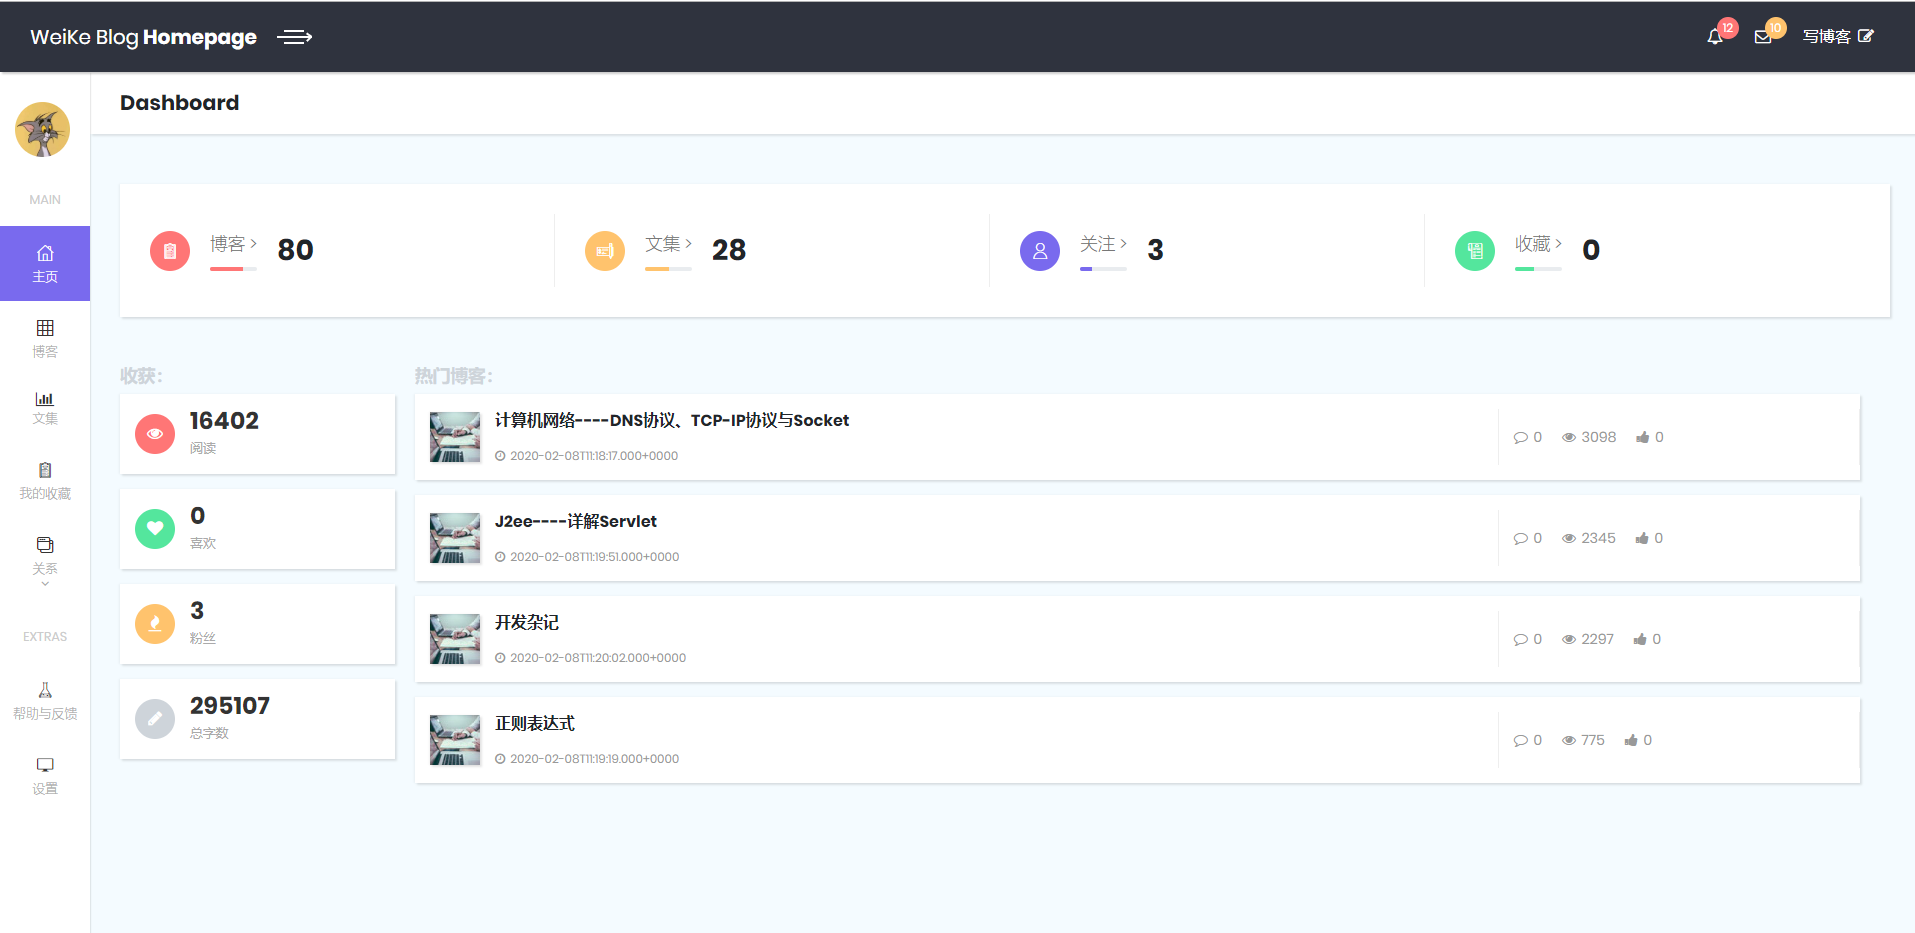 WeiKe Blog Homepage
12
10
写博客
Dashboard
MAIN
主页
博客
文集
我的收藏
关系
EXTRAS
帮助与反馈
设置
博客 > 80
文集 > 28
关注 > 3
收藏 > 0
收获：
16402
阅读
0
喜欢
3
粉丝
295107
总字数
热门博客：
计算机网络----DNS协议、TCP-IP协议与Socket
2020-02-08T11:18:17.000+0000
0 3098 0
J2ee----详解Servlet
2020-02-08T11:19:51.000+0000
0 2345 0
开发杂记
2020-02-08T11:20:02.000+0000
0 2297 0
正则表达式
2020-02-08T11:19:19.000+0000
0 775 0